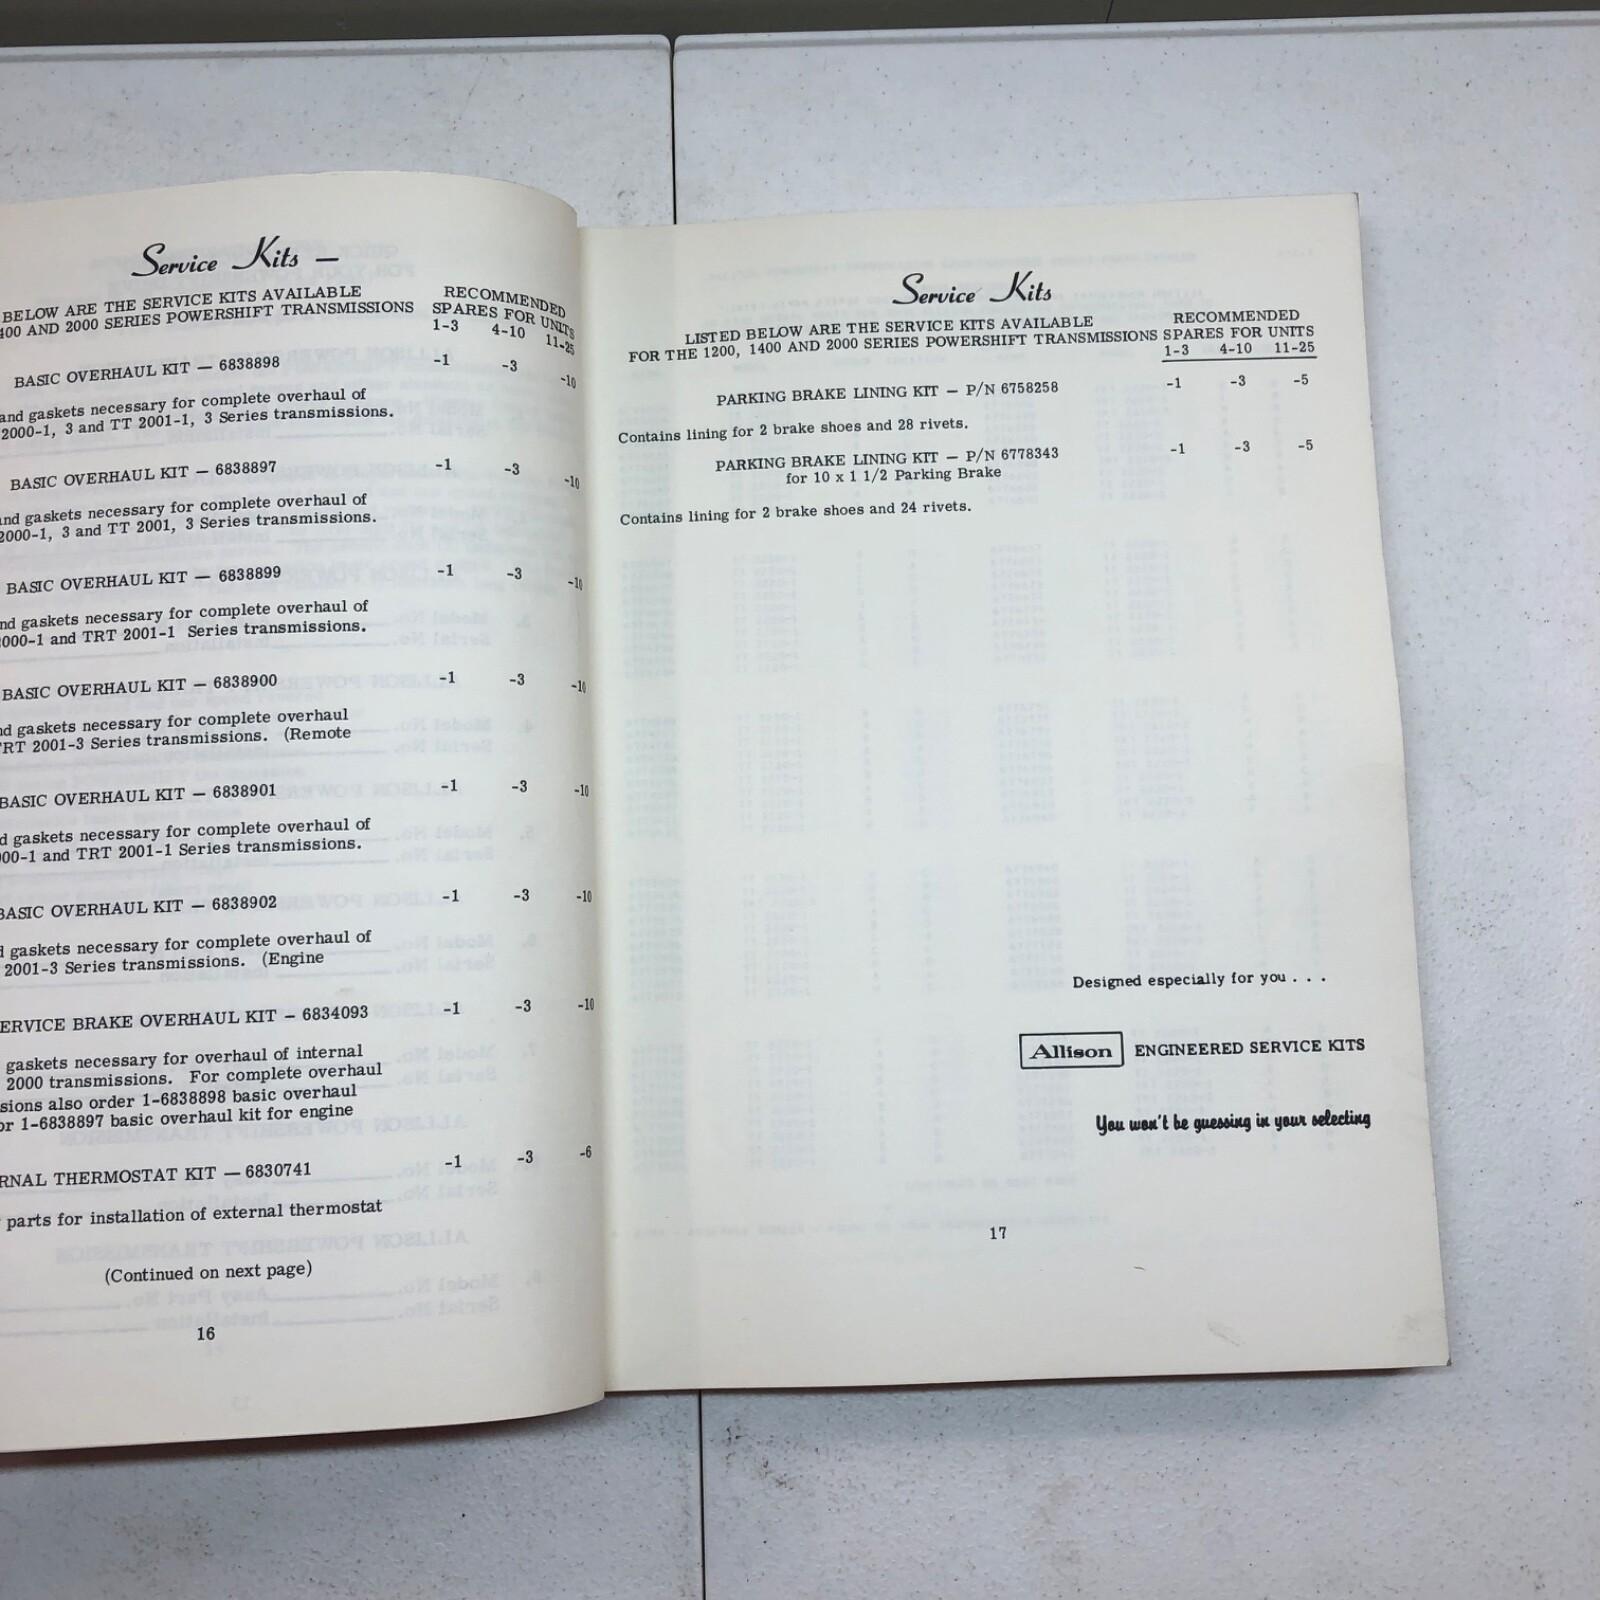 Service Kits —
BELOW ARE THE SERVICE KITS AVAILABLE
400 AND 2000 SERIES POWERSHIFT TRANSMISSIONS
RECOMMENDED
SPARES FOR UNITS
1-3 4-10 11-25
BASIC OVERHAUL KIT — 6838898 -1 -3 -10
and gaskets necessary for complete overhaul of
2000-1, 3 and TT 2001-1, 3 Series transmissions.
BASIC OVERHAUL KIT — 6838897 -1 -3 -10
and gaskets necessary for complete overhaul of
2000-1, 3 and TT 2001, 3 Series transmissions.
BASIC OVERHAUL KIT — 6838899 -1 -3 -10
nd gaskets necessary for complete overhaul of
000-1 and TRT 2001-1 Series transmissions.
BASIC OVERHAUL KIT — 6838900 -1 -3 -10
nd gaskets necessary for complete overhaul
TRT 2001-3 Series transmissions. (Remote
BASIC OVERHAUL KIT — 6838901 -1 -3 -10
d gaskets necessary for complete overhaul of
00-1 and TRT 2001-1 Series transmissions.
BASIC OVERHAUL KIT — 6838902 -1 -3 -10
d gaskets necessary for complete overhaul of
2001-3 Series transmissions. (Engine
ERVICE BRAKE OVERHAUL KIT — 6834093 -1 -3 -10
gaskets necessary for overhaul of internal
2000 transmissions. For complete overhaul
sions also order 1-6838898 basic overhaul
or 1-6838897 basic overhaul kit for engine
RNAL THERMOSTAT KIT — 6830741 -1 -3 -6
parts for installation of external thermostat
(Continued on next page)
16
Service Kits
LISTED BELOW ARE THE SERVICE KITS AVAILABLE
FOR THE 1200, 1400 AND 2000 SERIES POWERSHIFT TRANSMISSIONS
RECOMMENDED
SPARES FOR UNITS
1-3 4-10 11-25
PARKING BRAKE LINING KIT — P/N 6758258 -1 -3 -5
Contains lining for 2 brake shoes and 28 rivets.
PARKING BRAKE LINING KIT — P/N 6778343 -1 -3 -5
for 10 x 1 1/2 Parking Brake
Contains lining for 2 brake shoes and 24 rivets.
Designed especially for you . . .
Allison ENGINEERED SERVICE KITS
You won't be guessing in your selecting
17